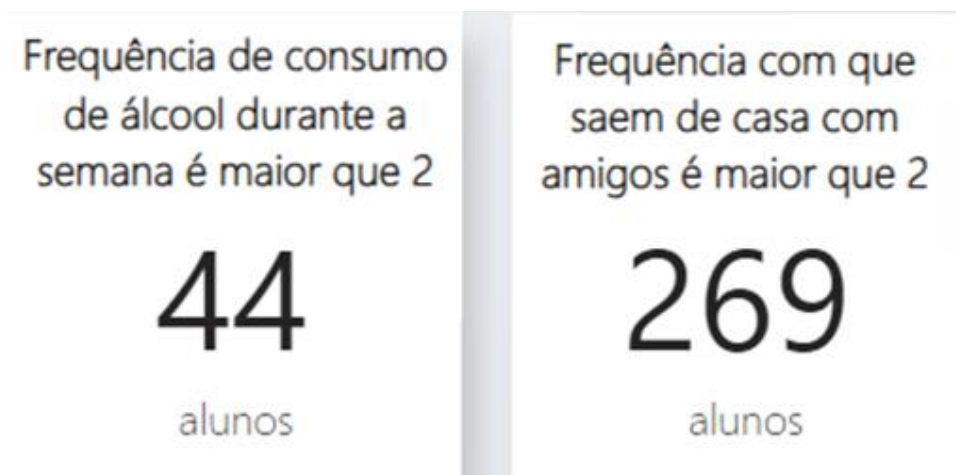 Frequência de consumo
de álcool durante a
semana é maior que 2
44
alunos
Frequência com que
saem de casa com
amigos é maior que 2
269
alunos